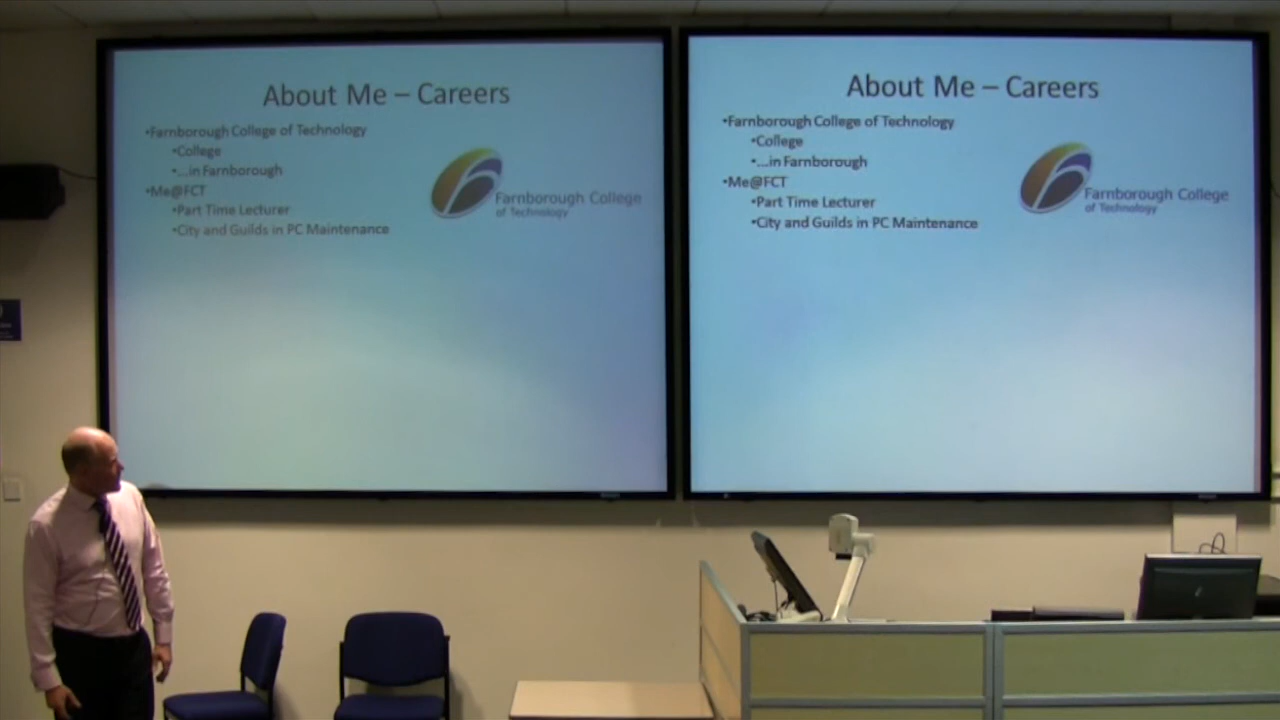 About Me – Careers
•Farnborough College of Technology
•College
•...in Farnborough
•Me@FCT
•Part Time Lecturer
•City and Guilds in PC Maintenance
Farnborough College
of Technology
About Me – Careers
•Farnborough College of Technology
•College
•...in Farnborough
•Me@FCT
•Part Time Lecturer
•City and Guilds in PC Maintenance
Farnborough College
of Technology